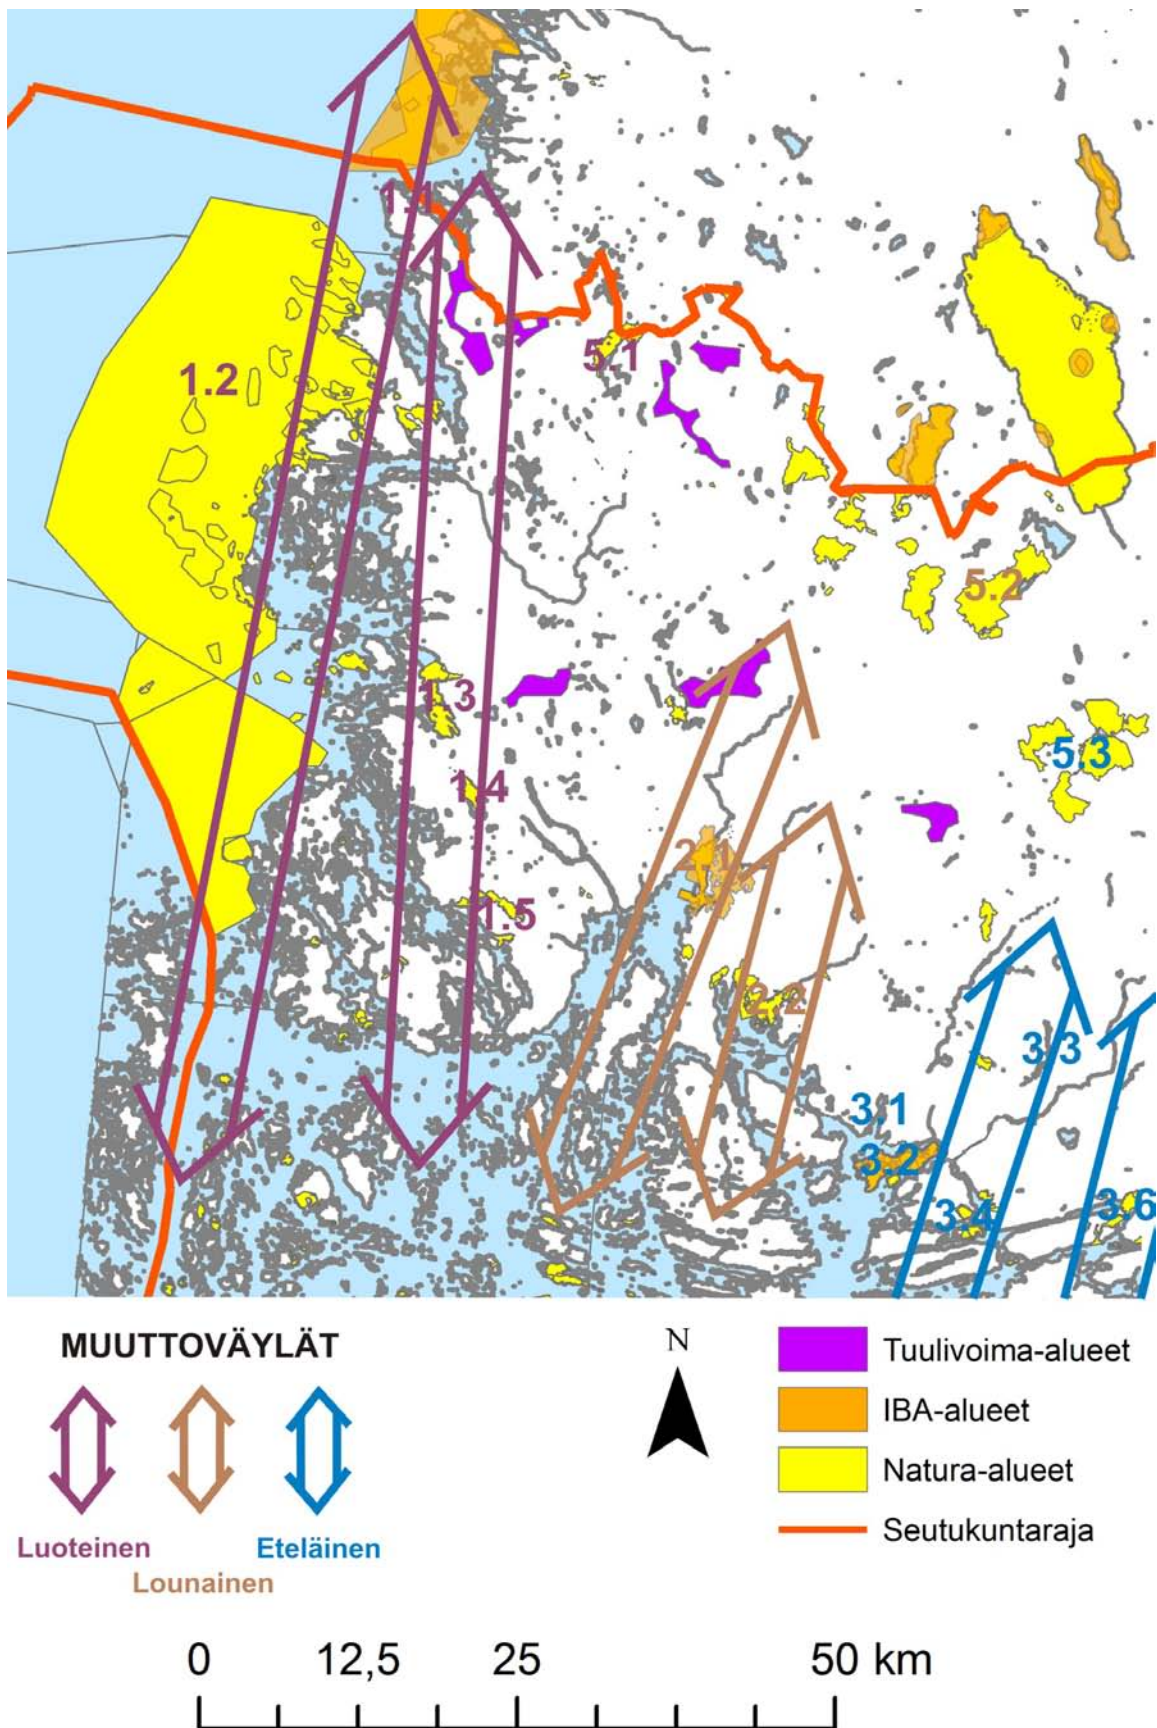 1.1
1.2
5.1
5.2
1.3
5.3
1.4
2.1
1.5
2.2
3.3
3.1
3.2
3.4
3.6
MUUTTOVÄYLÄT
Luoteinen
Lounainen
Eteläinen
N
Tuulivoima-alueet
IBA-alueet
Natura-alueet
Seutukuntaraja
0 12,5 25 50 km